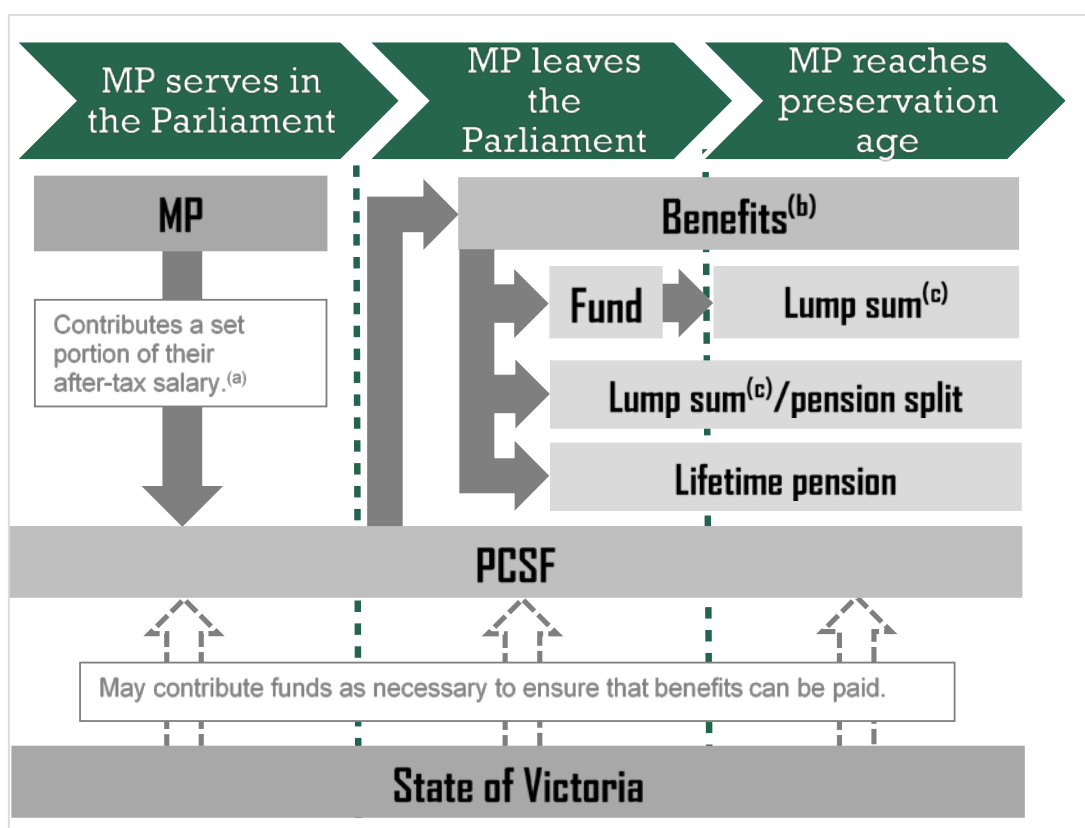 MP serves in
the Parliament
MP leaves
the
Parliament
MP reaches
preservation
age
MP
Benefits(b)
Contributes a set
portion of their
after-tax salary.(a)
Fund
Lump sum(c)
Lump sum(c)/pension split
Lifetime pension
PCSF
May contribute funds as necessary to ensure that benefits can be paid.
State of Victoria